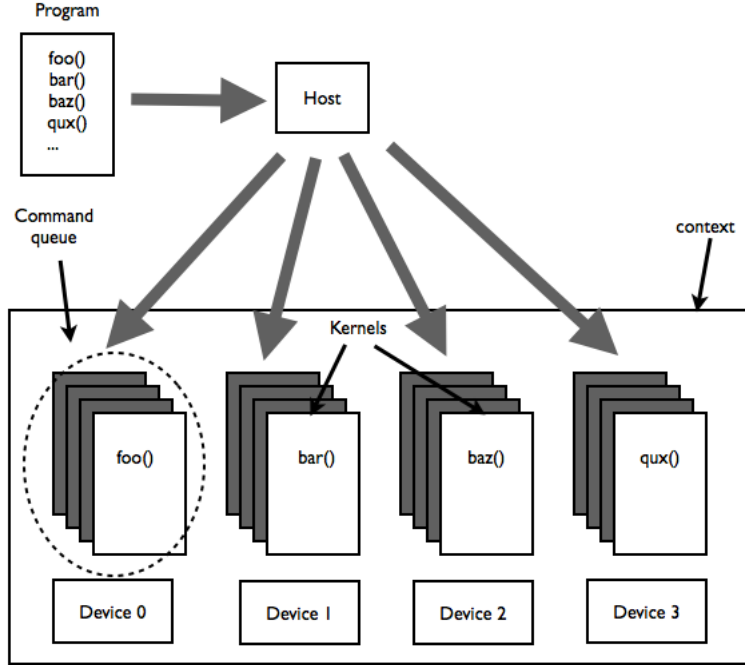 Program
foo()
bar()
baz()
qux()
...
Host
Command
queue
context
Kernels
foo()
bar()
baz()
qux()
Device 0
Device 1
Device 2
Device 3